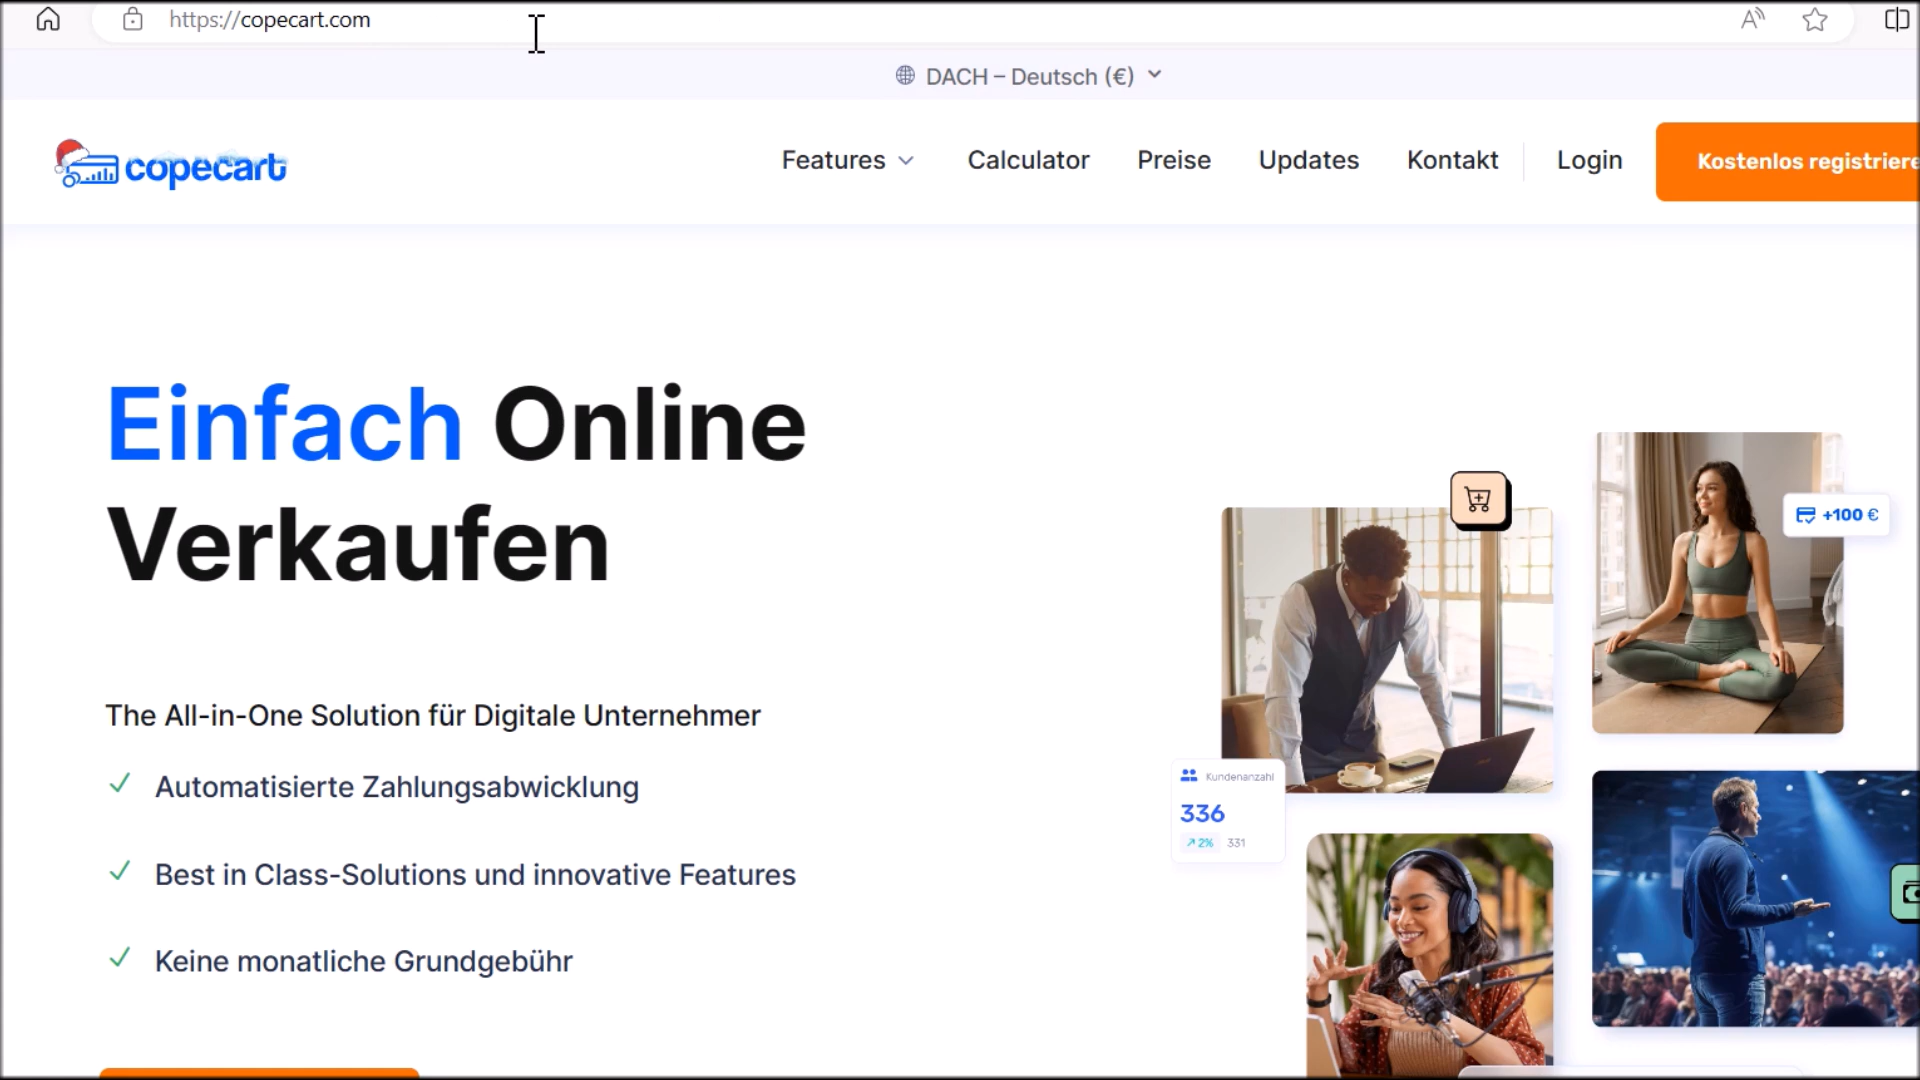 https://copecart.com
DACH – Deutsch (€)
copecart
Features
Calculator
Preise
Updates
Kontakt
Login
Kostenlos registriere
Einfach Online
Verkaufen
The All-in-One Solution für Digitale Unternehmer
Automatisierte Zahlungsabwicklung
Best in Class-Solutions und innovative Features
Keine monatliche Grundgebühr
+100 €
Kundenanzahl
336
2% 331